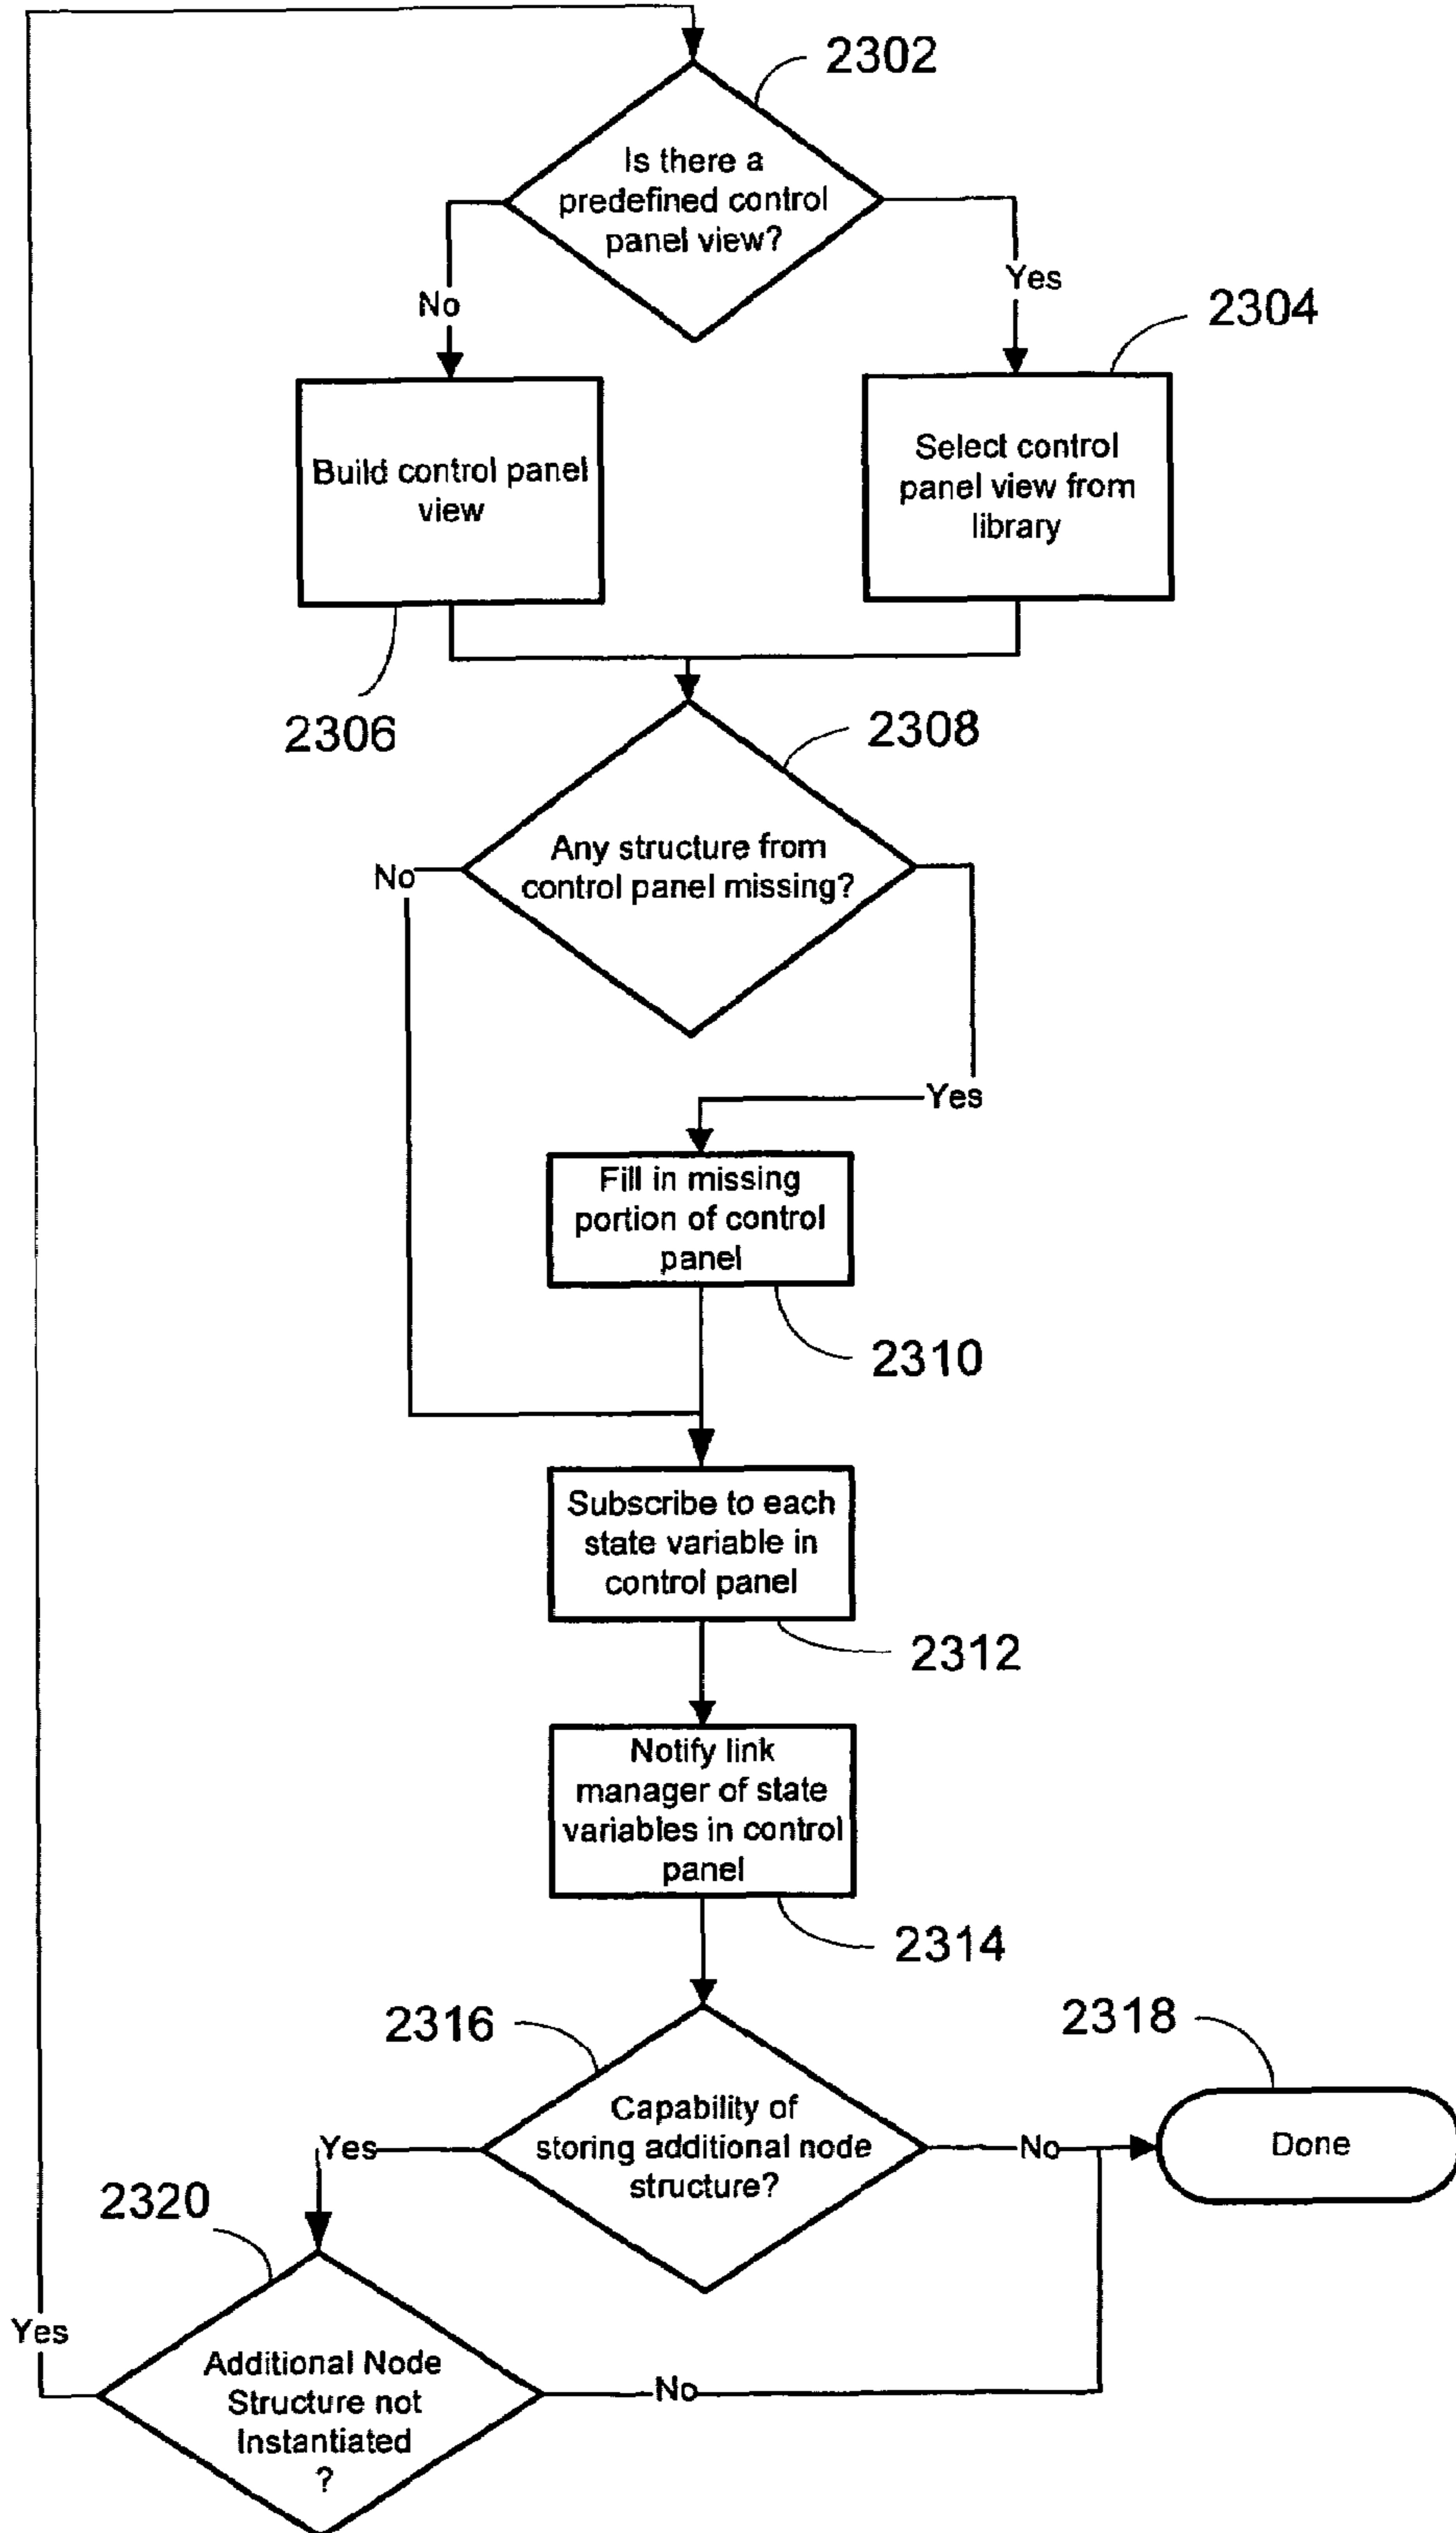 2302
Is there a
predefined control
panel view?
No
Yes
2304
Build control panel
view
Select control
panel view from
library
2306
2308
Any structure from
control panel missing?
No
Yes
Fill in missing
portion of control
panel
2310
Subscribe to each
state variable in
control panel
2312
Notify link
manager of state
variables in control
panel
2314
2316
2318
Capability of
storing additional node
structure?
Yes
No
Done
2320
Yes
Additional Node
Structure not
Instantiated
?
No